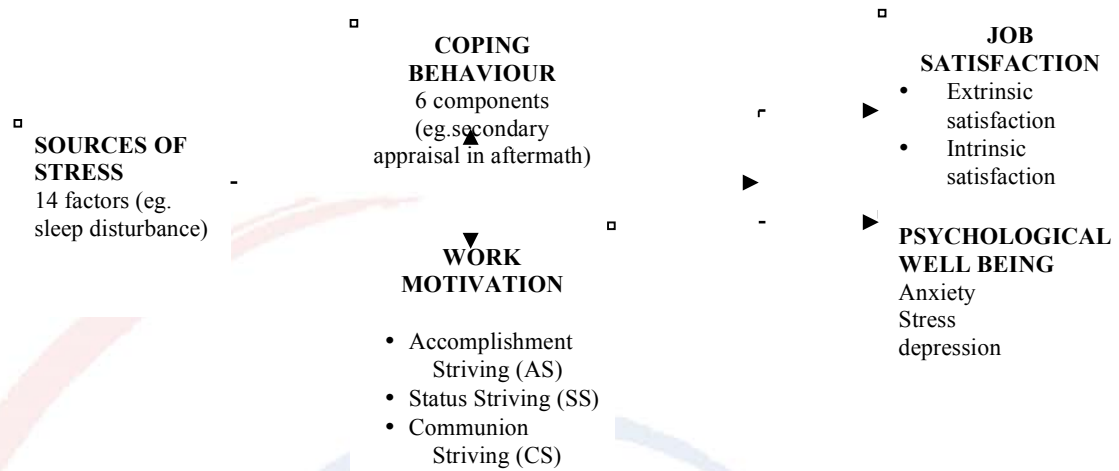 SOURCES OF
STRESS
14 factors (eg.
sleep disturbance)
COPING
BEHAVIOUR
6 components
(eg.secondary
appraisal in aftermath)
WORK
MOTIVATION
• Accomplishment
Striving (AS)
• Status Striving (SS)
• Communion
Striving (CS)
JOB
SATISFACTION
• Extrinsic
satisfaction
• Intrinsic
satisfaction
PSYCHOLOGICAL
WELL BEING
Anxiety
Stress
depression